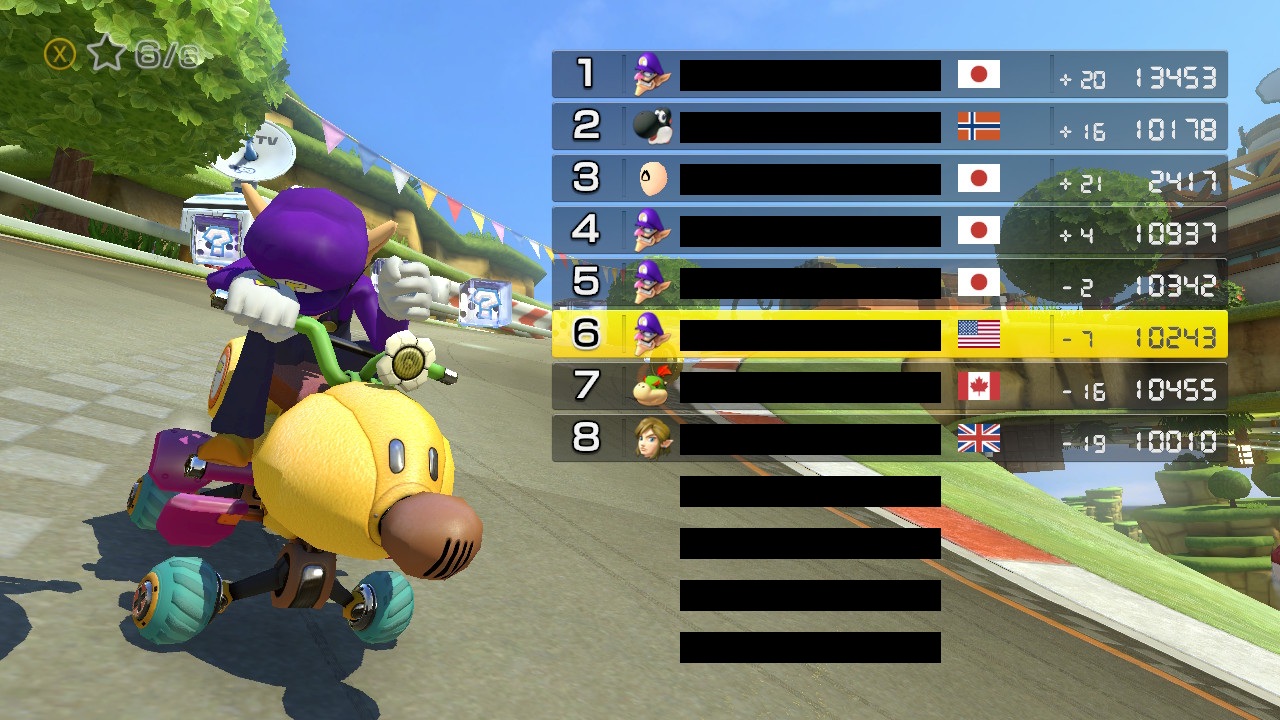 X 6/6
1 + 20 13453
2 + 16 10178
3 + 21 2417
4 + 4 10937
5 - 2 10342
6 - 7 10243
7 - 16 10455
8 - 19 10010
TV